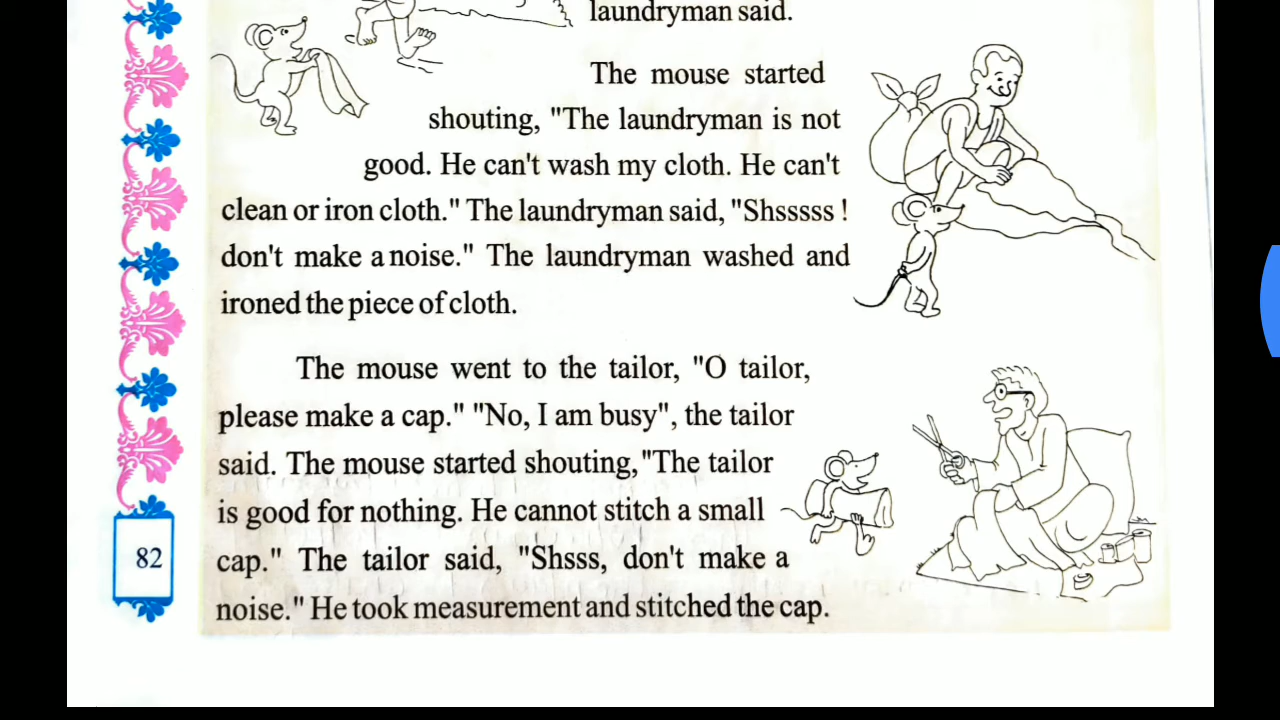 laundryman said.
The mouse started
shouting, "The laundryman is not
good. He can't wash my cloth. He can't
clean or iron cloth." The laundryman said, "Shsssss !
don't make a noise." The laundryman washed and
ironed the piece of cloth.
The mouse went to the tailor, "O tailor,
please make a cap." "No, I am busy", the tailor
said. The mouse started shouting, "The tailor
is good for nothing. He cannot stitch a small
cap." The tailor said, "Shsss, don't make a
noise." He took measurement and stitched the cap.
82